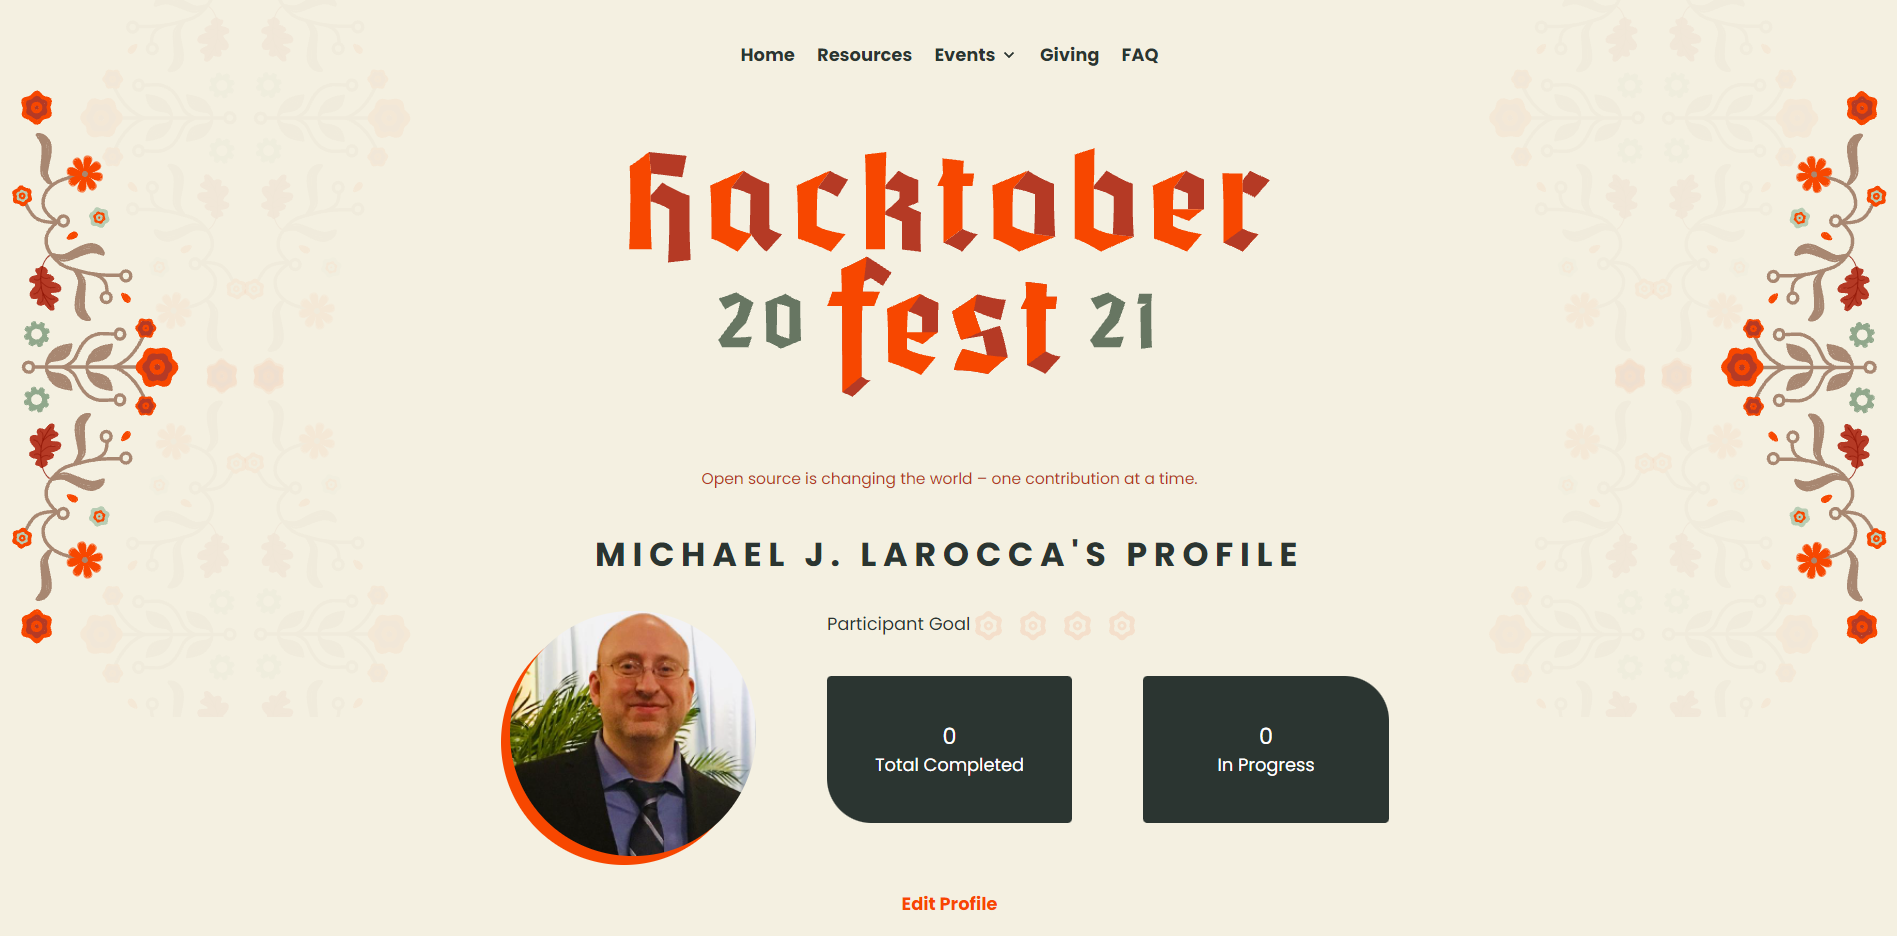 Home Resources Events Giving FAQ
hacktober
20 fest 21
Open source is changing the world – one contribution at a time.
MICHAEL J. LAROCCA'S PROFILE
Participant Goal
0
Total Completed
0
In Progress
Edit Profile